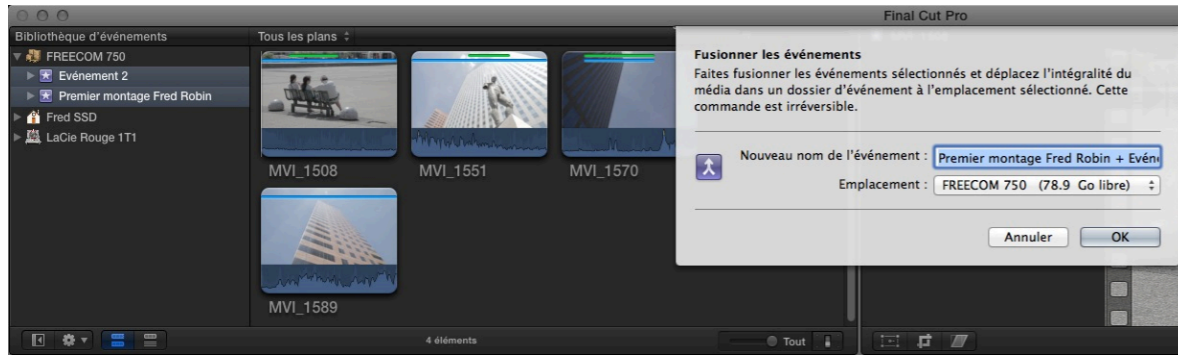 Final Cut Pro
Bibliothèque d'événements
Tous les plans
FREECOM 750
Evénement 2
Premier montage Fred Robin
Fred SSD
LaCie Rouge 1T1
MVI_1508
MVI_1551
MVI_1570
MVI_1589
4 éléments
Tout
Fusionner les événements
Faites fusionner les événements sélectionnés et déplacez l'intégralité du
média dans un dossier d'événement à l'emplacement sélectionné. Cette
commande est irréversible.
Nouveau nom de l'événement : Premier montage Fred Robin +
Emplacement : FREECOM 750 (78.9 Go libre)
Annuler
OK